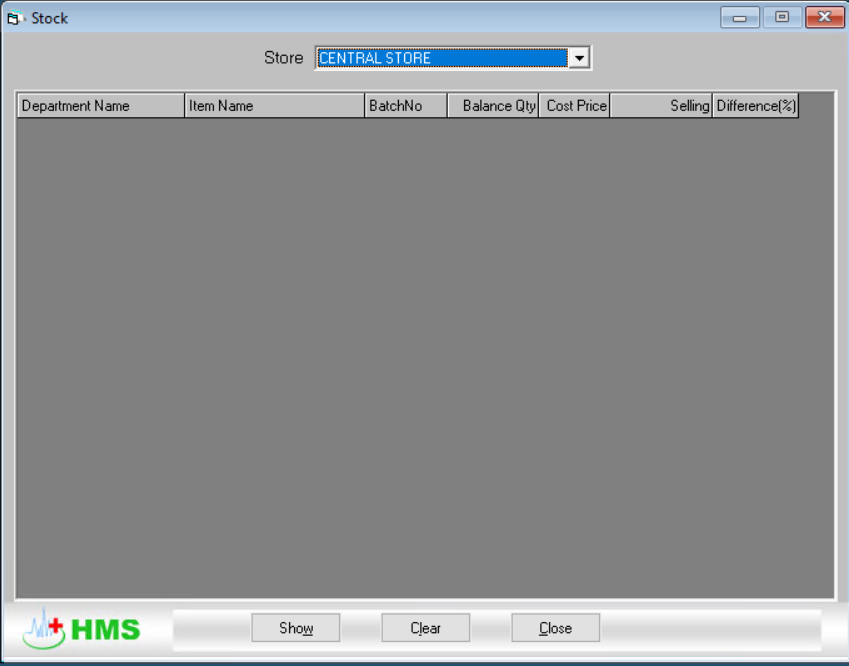 Stock
Store CENTRAL STORE
Department Name Item Name BatchNo Balance Qty Cost Price Selling Difference(%)
HMS Show Clear Close